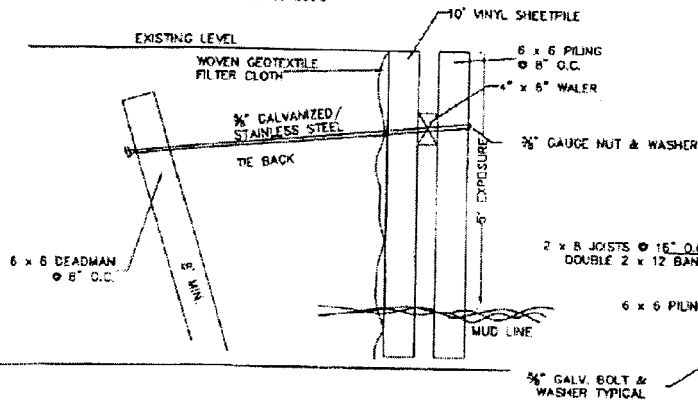 10' VINYL SHEETPILE
EXISTING LEVEL
WOVEN GEOTEXTILE
FILTER CLOTH
6 x 6 PILING
@ 8" O.C.
4" x 6" WALER
⅝" GALVANIZED/
STAINLESS STEEL
TIE BACK
⅝" GAUGE NUT & WASHER
5' EXPOSURE
6 x 6 DEADMAN
@ 8" O.C.
MIN.
2 x 8 JOISTS @ 16" O.C.
DOUBLE 2 x 12 BAN
6 x 6 PILIN
MUD LINE
⅝" GALV. BOLT &
WASHER TYPICAL